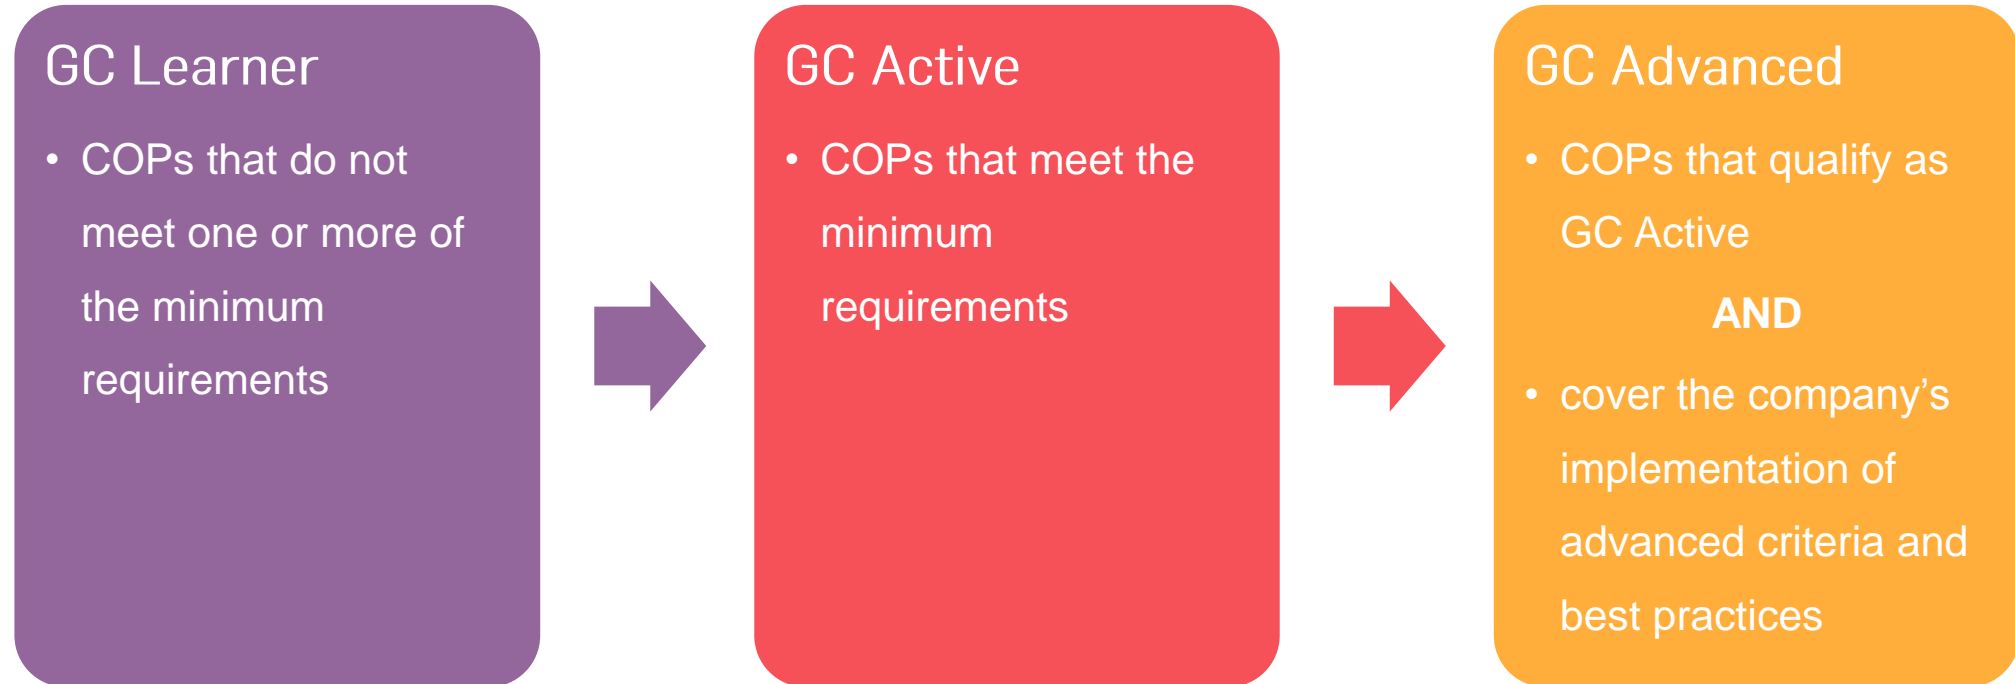 GC Learner
• COPs that do not
meet one or more of
the minimum
requirements
GC Active
• COPs that meet the
minimum
requirements
GC Advanced
• COPs that qualify as
GC Active
AND
• cover the company’s
implementation of
advanced criteria and
best practices